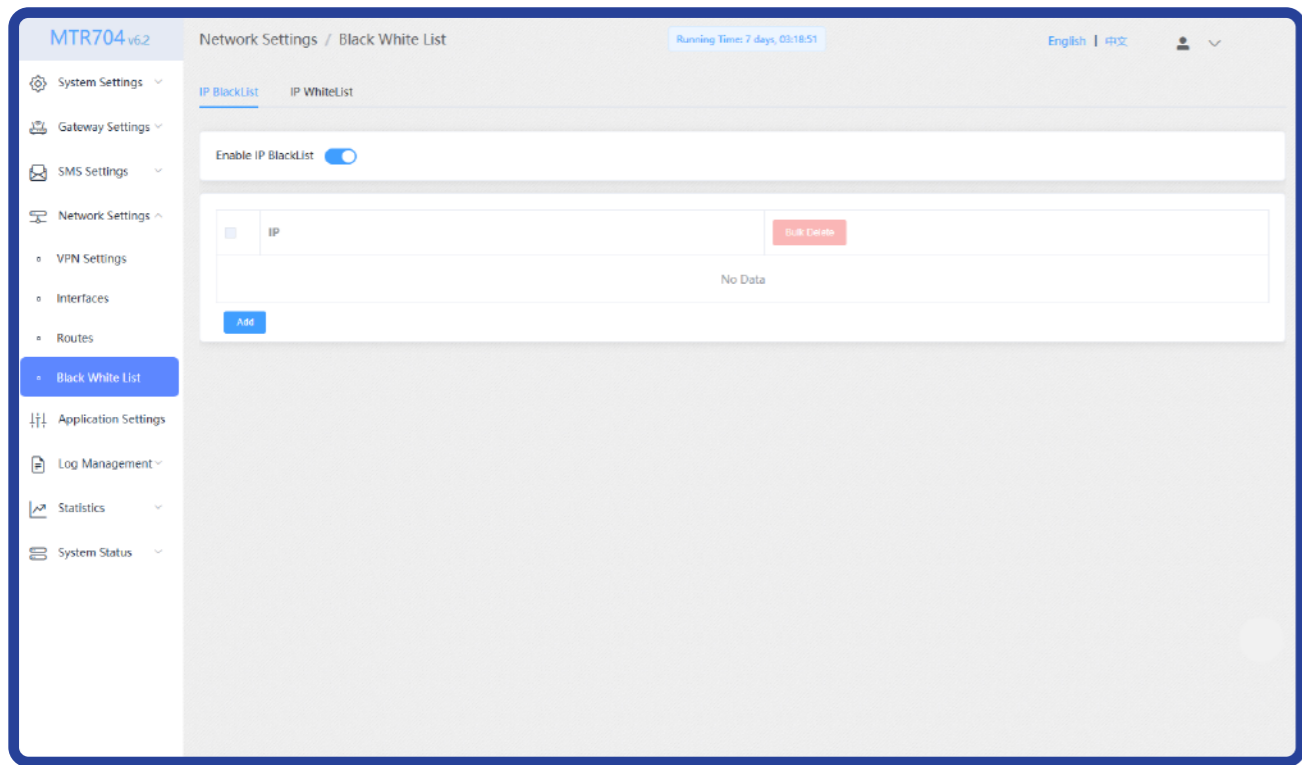 MTR704 v6.2
Network Settings / Black White List
Running Time: 7 days, 03:18:51
English | 中文
System Settings
Gateway Settings
SMS Settings
Network Settings
VPN Settings
Interfaces
Routes
Black White List
Application Settings
Log Management
Statistics
System Status
IP BlackList IP WhiteList
Enable IP BlackList
IP Bulk Delete
No Data
Add